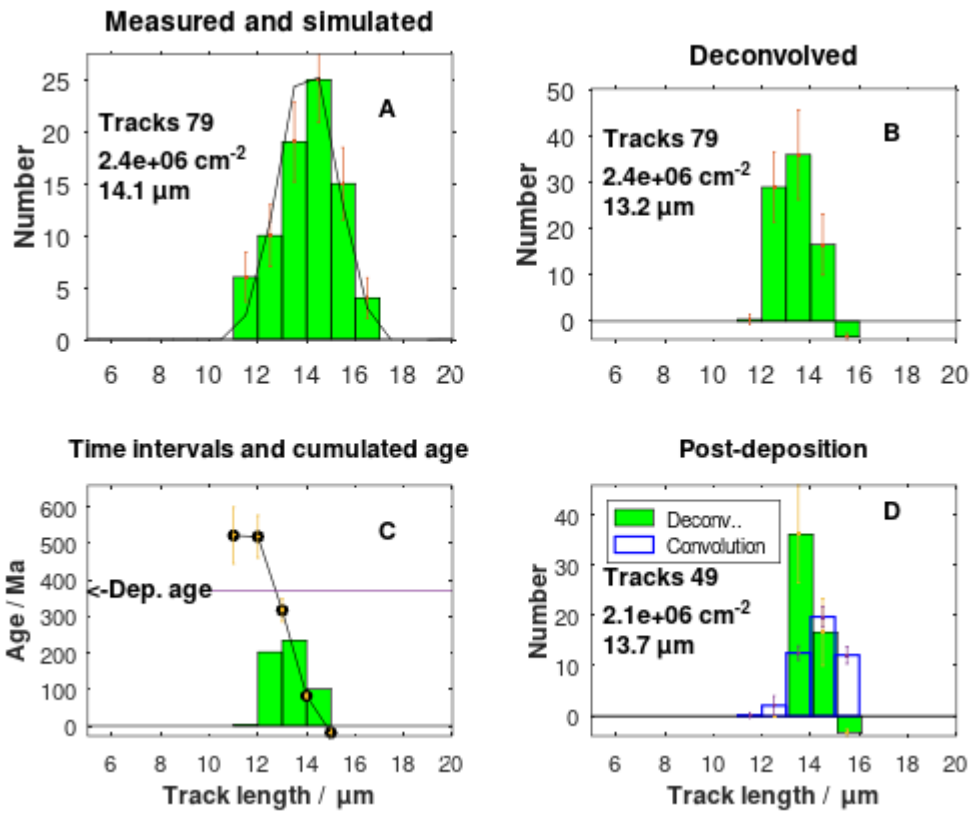 Measured and simulated
25
20
15
10
5
0
Number
A
Tracks 79
2.4e+06 cm-2
14.1 µm
6 8 10 12 14 16 18 20
Deconvolved
50
40
30
20
10
0
Number
B
Tracks 79
2.4e+06 cm-2
13.2 µm
6 8 10 12 14 16 18 20
Time intervals and cumulated age
600
500
400
300
200
100
0
Age / Ma
C
<-Dep. age
6 8 10 12 14 16 18 20
Track length / µm
Post-deposition
40
30
20
10
0
Number
D
Deconv..
Convolution
Tracks 49
2.1e+06 cm-2
13.7 µm
6 8 10 12 14 16 18 20
Track length / µm